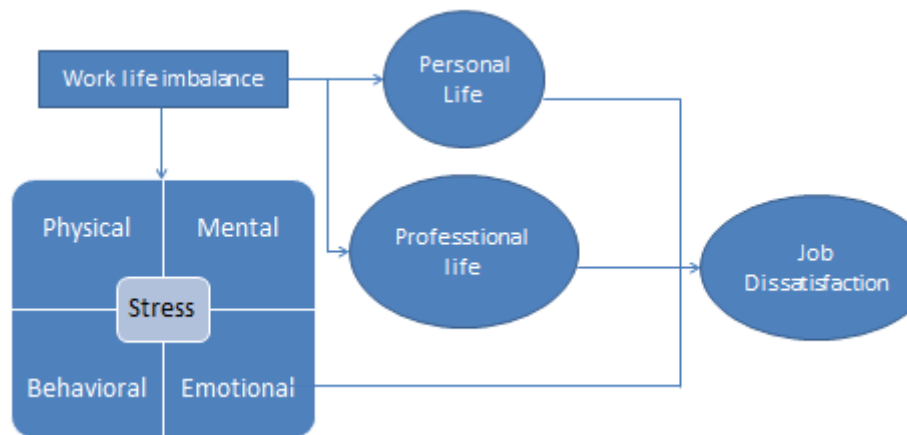 Work life imbalance
Personal
Life
Physical
Mental
Professtional
life
Job
Dissatisfaction
Stress
Behavioral
Emotional